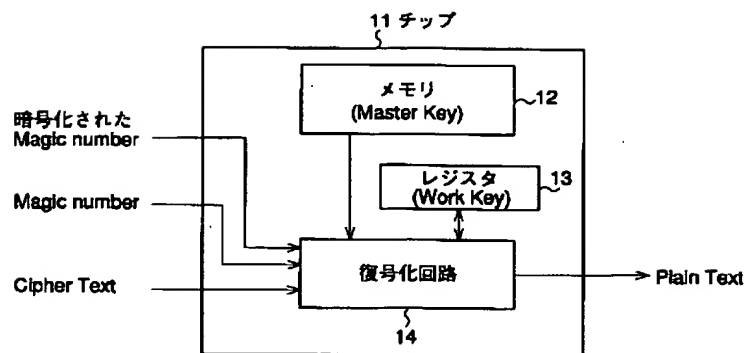 11 チップ
メモリ
(Master Key)
12
暗号化された
Magic number
レジスタ
(Work Key)
13
Magic number
復号化回路
Cipher Text
Plain Text
14